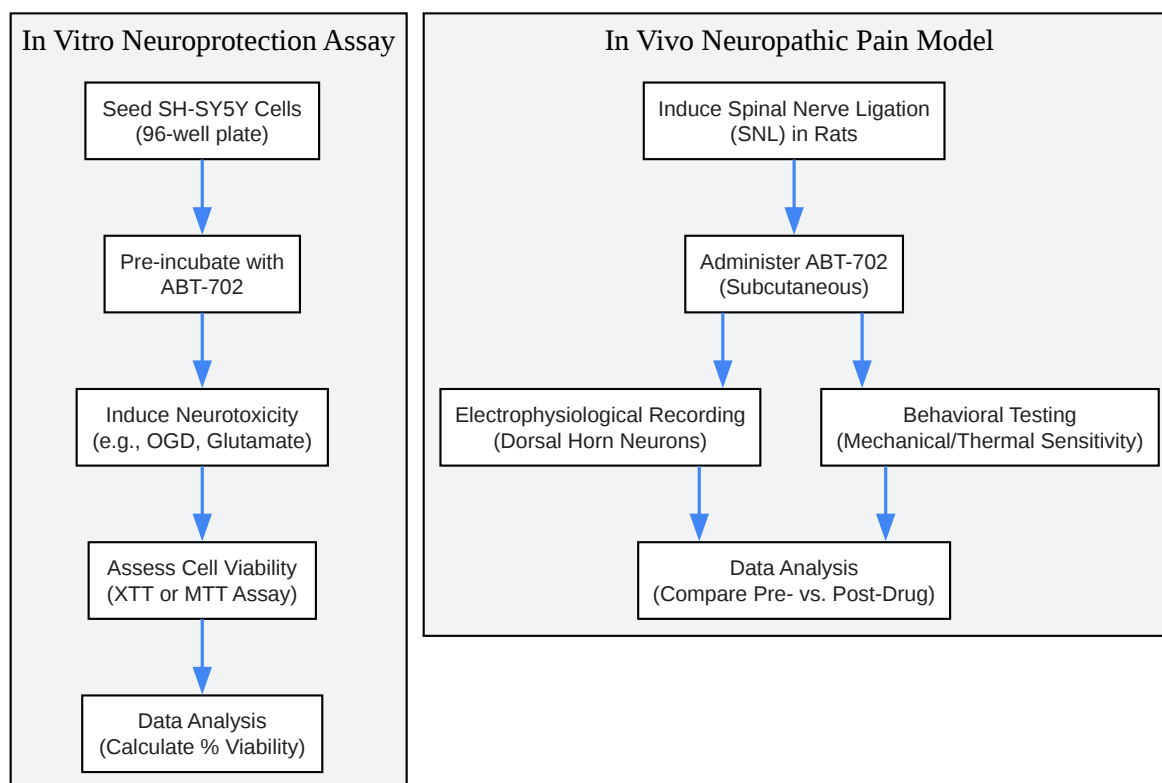 In Vitro Neuroprotection Assay
Seed SH-SY5Y Cells
(96-well plate)
Pre-incubate with
ABT-702
Induce Neurotoxicity
(e.g., OGD, Glutamate)
Assess Cell Viability
(XTT or MTT Assay)
Data Analysis
(Calculate % Viability)
In Vivo Neuropathic Pain Model
Induce Spinal Nerve Ligation
(SNL) in Rats
Administer ABT-702
(Subcutaneous)
Electrophysiological Recording
(Dorsal Horn Neurons)
Behavioral Testing
(Mechanical/Thermal Sensitivity)
Data Analysis
(Compare Pre- vs. Post-Drug)